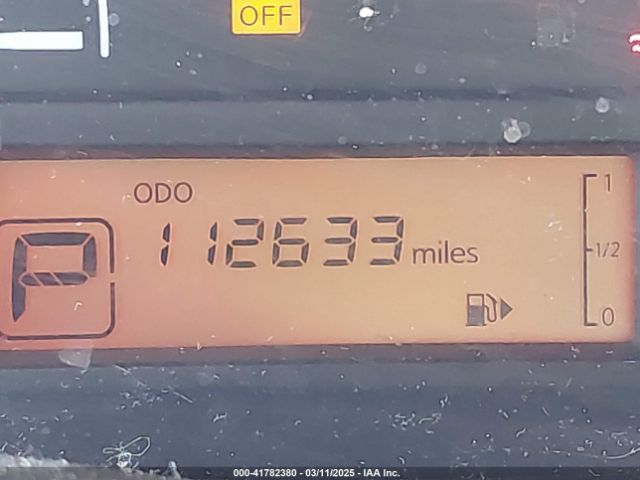 OFF
ODO
112633 miles
P
1
1/2
0
000-41782380 - 03/11/2025 - IAA Inc.